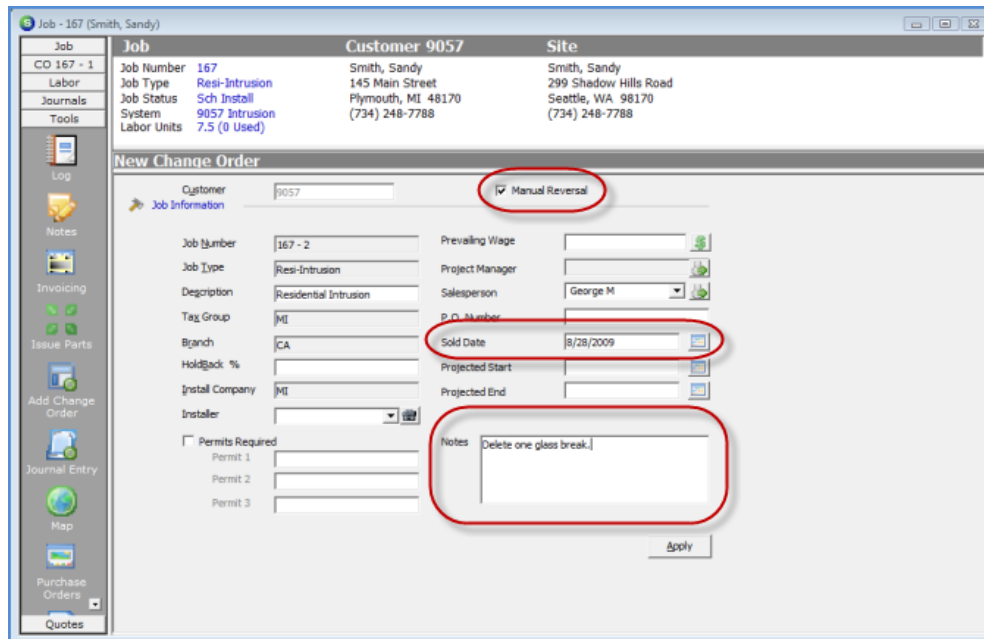 Job - 167 (Smith, Sandy)
Job
CO 167 - 1
Labor
Journals
Tools
Log
Notes
Invoicing
Issue Parts
Add Change
Order
Journal Entry
Map
Purchase
Orders
Quotes
Job Customer 9057 Site
Job Number 167 Smith, Sandy Smith, Sandy
Job Type Resi-Intrusion 145 Main Street 299 Shadow Hills Road
Job Status Sch Install Plymouth, MI 48170 Seattle, WA 98170
System 9057 Intrusion (734) 248-7788 (734) 248-7788
Labor Units 7.5 (0 Used)
New Change Order
Customer 9057 Manual Reversal
Job Information
Job Number 167 - 2 Prevailing Wage
Job Type Resi-Intrusion Project Manager
Description Residential Intrusion Salesperson George M
Tax Group MI P.O. Number
Branch CA Sold Date 8/28/2009
HoldBack % Projected Start
Install Company MI Projected End
Installer
Permits Required Notes Delete one glass break.
Permit 1
Permit 2
Permit 3
Apply